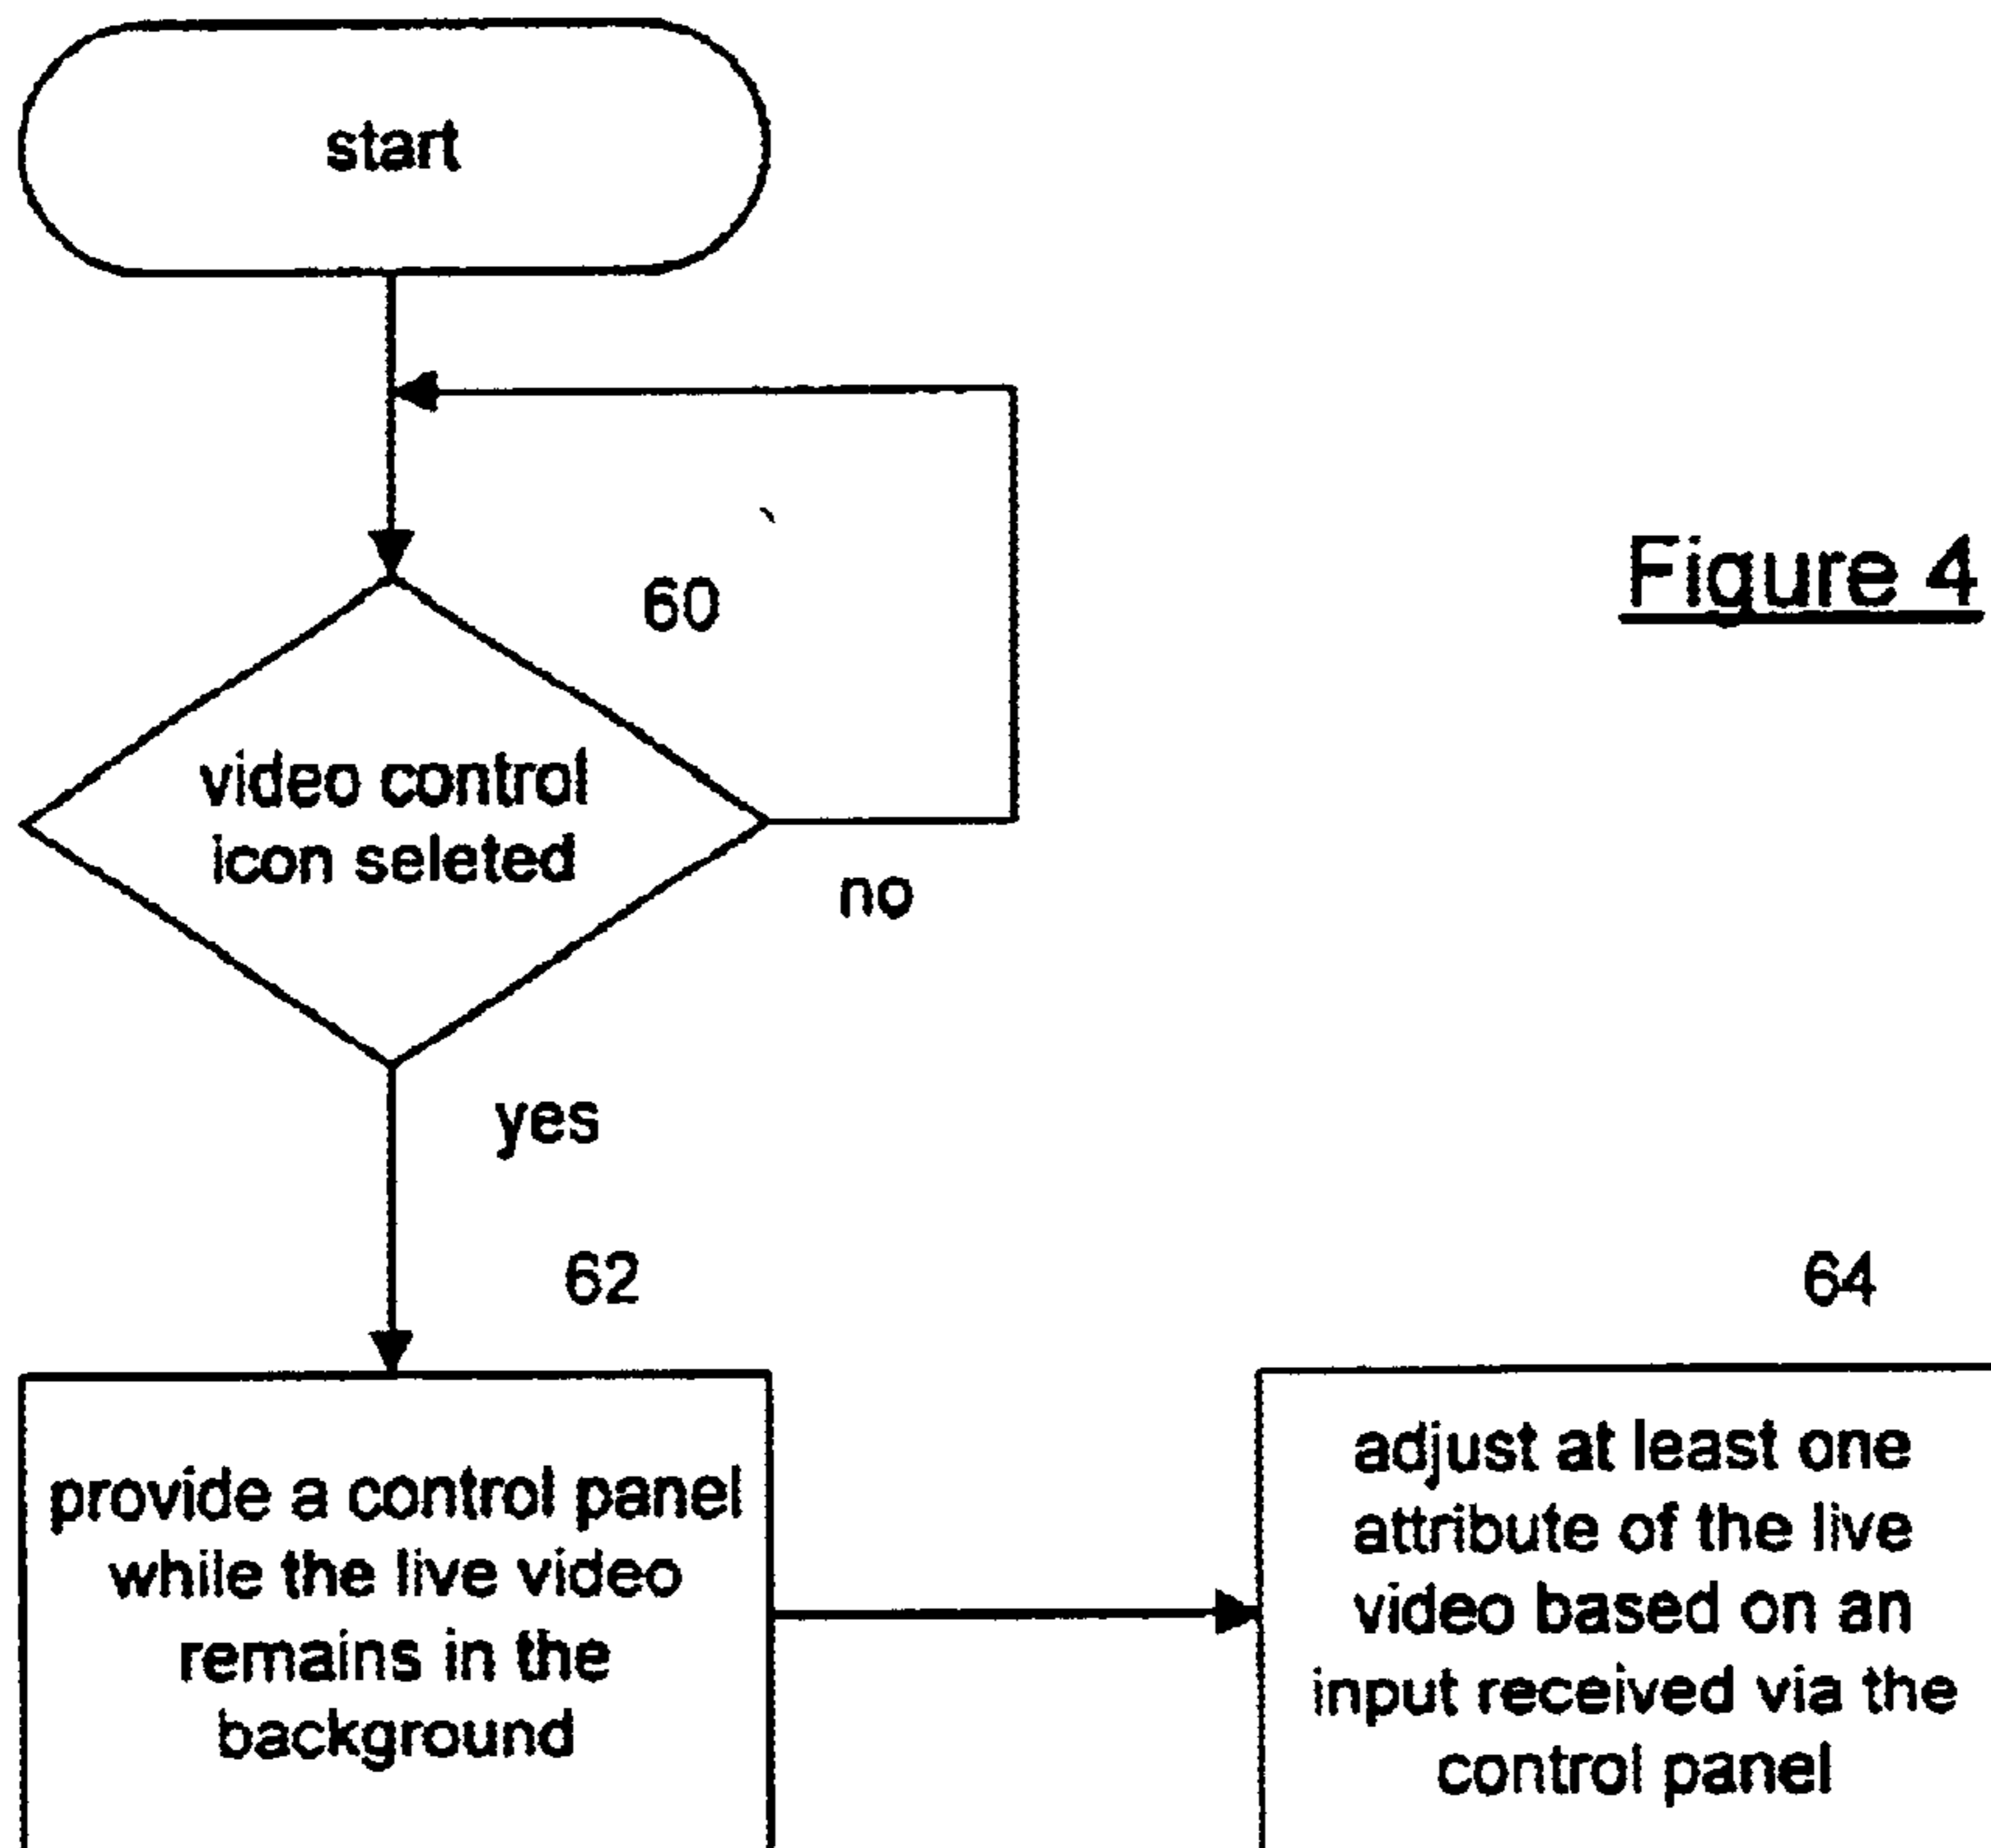 start
60
Figure 4
video control
icon seleted
no
yes
62
provide a control panel
while the live video
remains in the
background
64
adjust at least one
attribute of the live
video based on an
input received via the
control panel